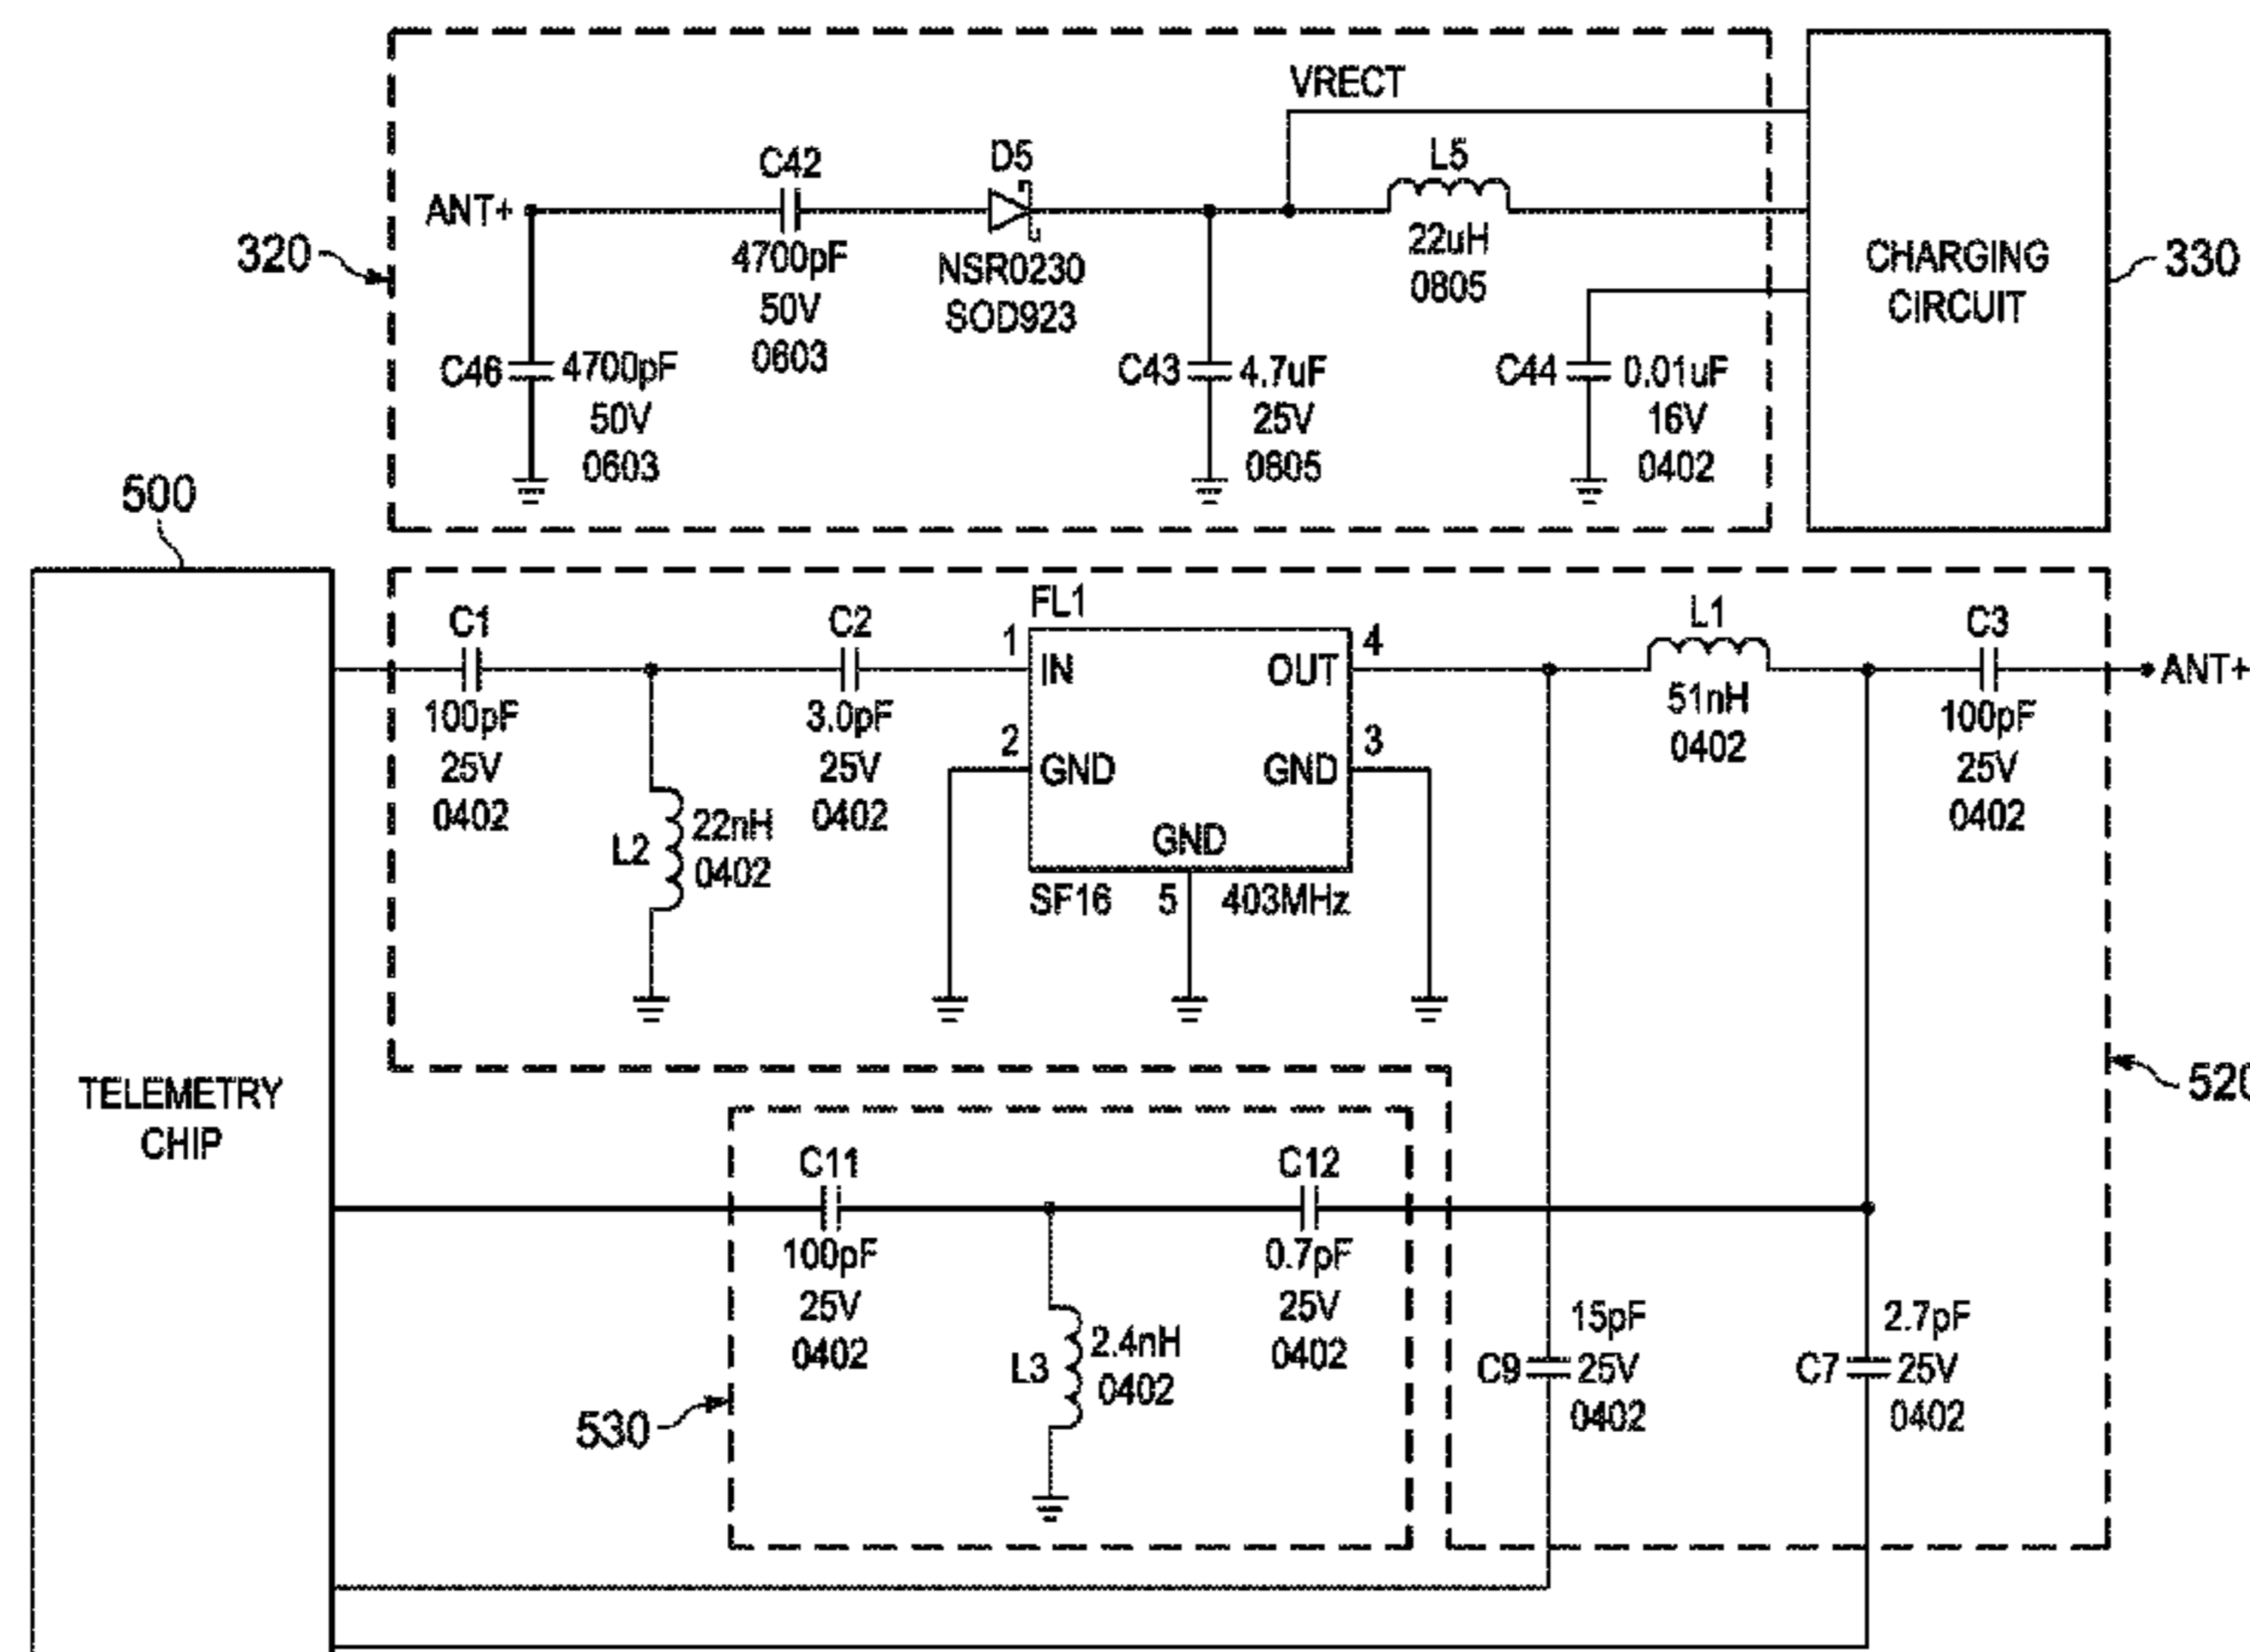 VRECT
C42
D5
L5
ANT+
4700pF
50V
0603
NSR0230
SOD923
22uH
0805
320
CHARGING
CIRCUIT
330
C46
4700pF
50V
0603
C43
4.7uF
25V
0805
C44
0.01uF
16V
0402
500
TELEMETRY
CHIP
C1
100pF
25V
0402
L2
22nH
0402
C2
3.0pF
25V
0402
FL1
1
IN
OUT
4
2
GND
GND
3
GND
SF16
5
403MHz
L1
51nH
0402
C3
100pF
25V
0402
ANT+
520
C11
100pF
25V
0402
C12
0.7pF
25V
0402
L3
2.4nH
0402
530
C9
15pF
25V
0402
C7
2.7pF
25V
0402